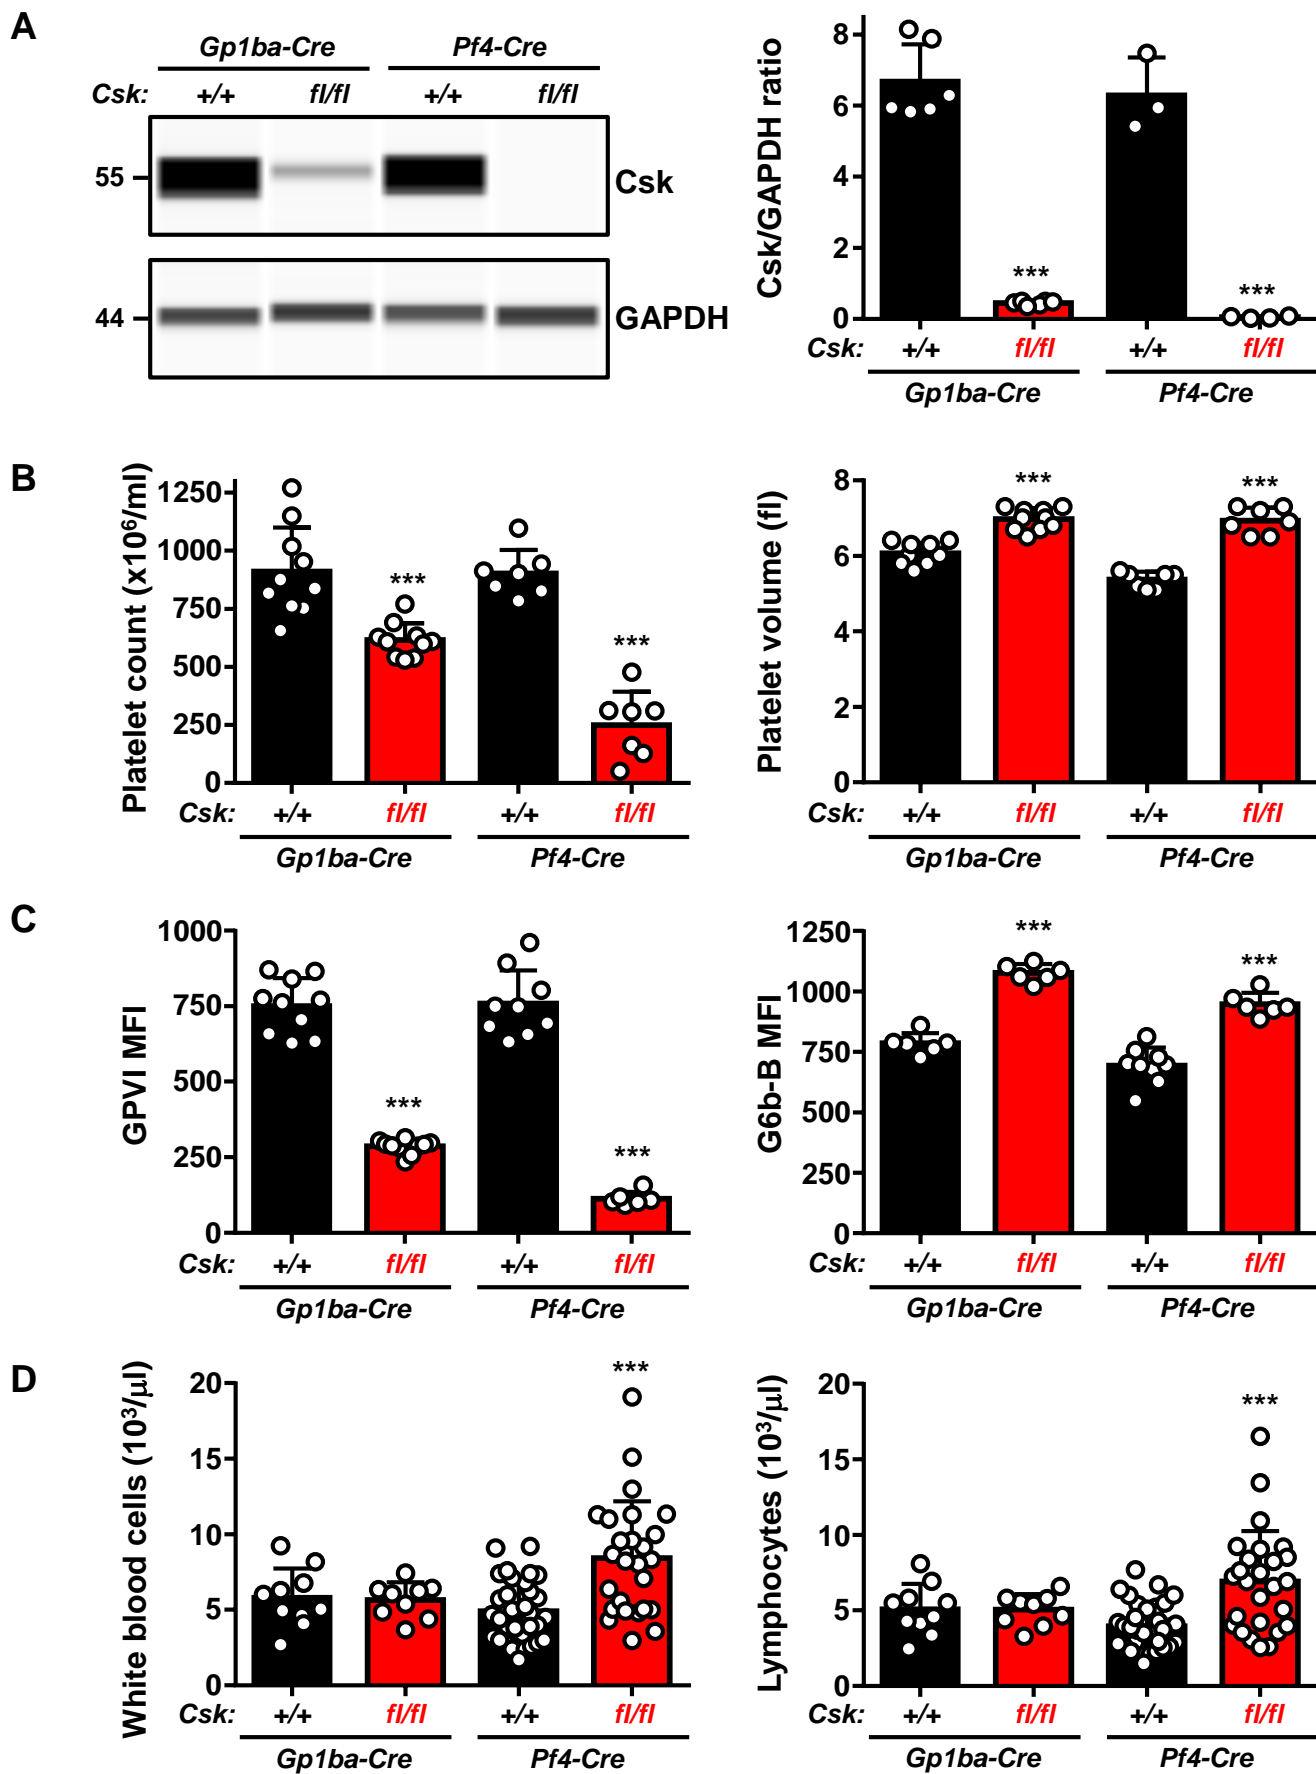 A
Gp1ba-Cre Pf4-Cre
Csk: +/+ fl/fl +/+ fl/fl
55 Csk
44 GAPDH
Csk/GAPDH ratio
8
6
4
2
0
*** ***
Csk: +/+ fl/fl +/+ fl/fl
Gp1ba-Cre Pf4-Cre
B
Platelet count (x10⁶/ml)
1250
1000
750
500
250
0
*** ***
Csk: +/+ fl/fl +/+ fl/fl
Gp1ba-Cre Pf4-Cre
Platelet volume (fl)
8
6
4
2
0
*** ***
Csk: +/+ fl/fl +/+ fl/fl
Gp1ba-Cre Pf4-Cre
C
GPVI MFI
1000
750
500
250
0
*** ***
Csk: +/+ fl/fl +/+ fl/fl
Gp1ba-Cre Pf4-Cre
G6b-B MFI
1250
1000
750
500
250
0
*** ***
Csk: +/+ fl/fl +/+ fl/fl
Gp1ba-Cre Pf4-Cre
D
White blood cells (10³/µl)
20
15
10
5
0
***
Csk: +/+ fl/fl +/+ fl/fl
Gp1ba-Cre Pf4-Cre
Lymphocytes (10³/µl)
20
15
10
5
0
***
Csk: +/+ fl/fl +/+ fl/fl
Gp1ba-Cre Pf4-Cre